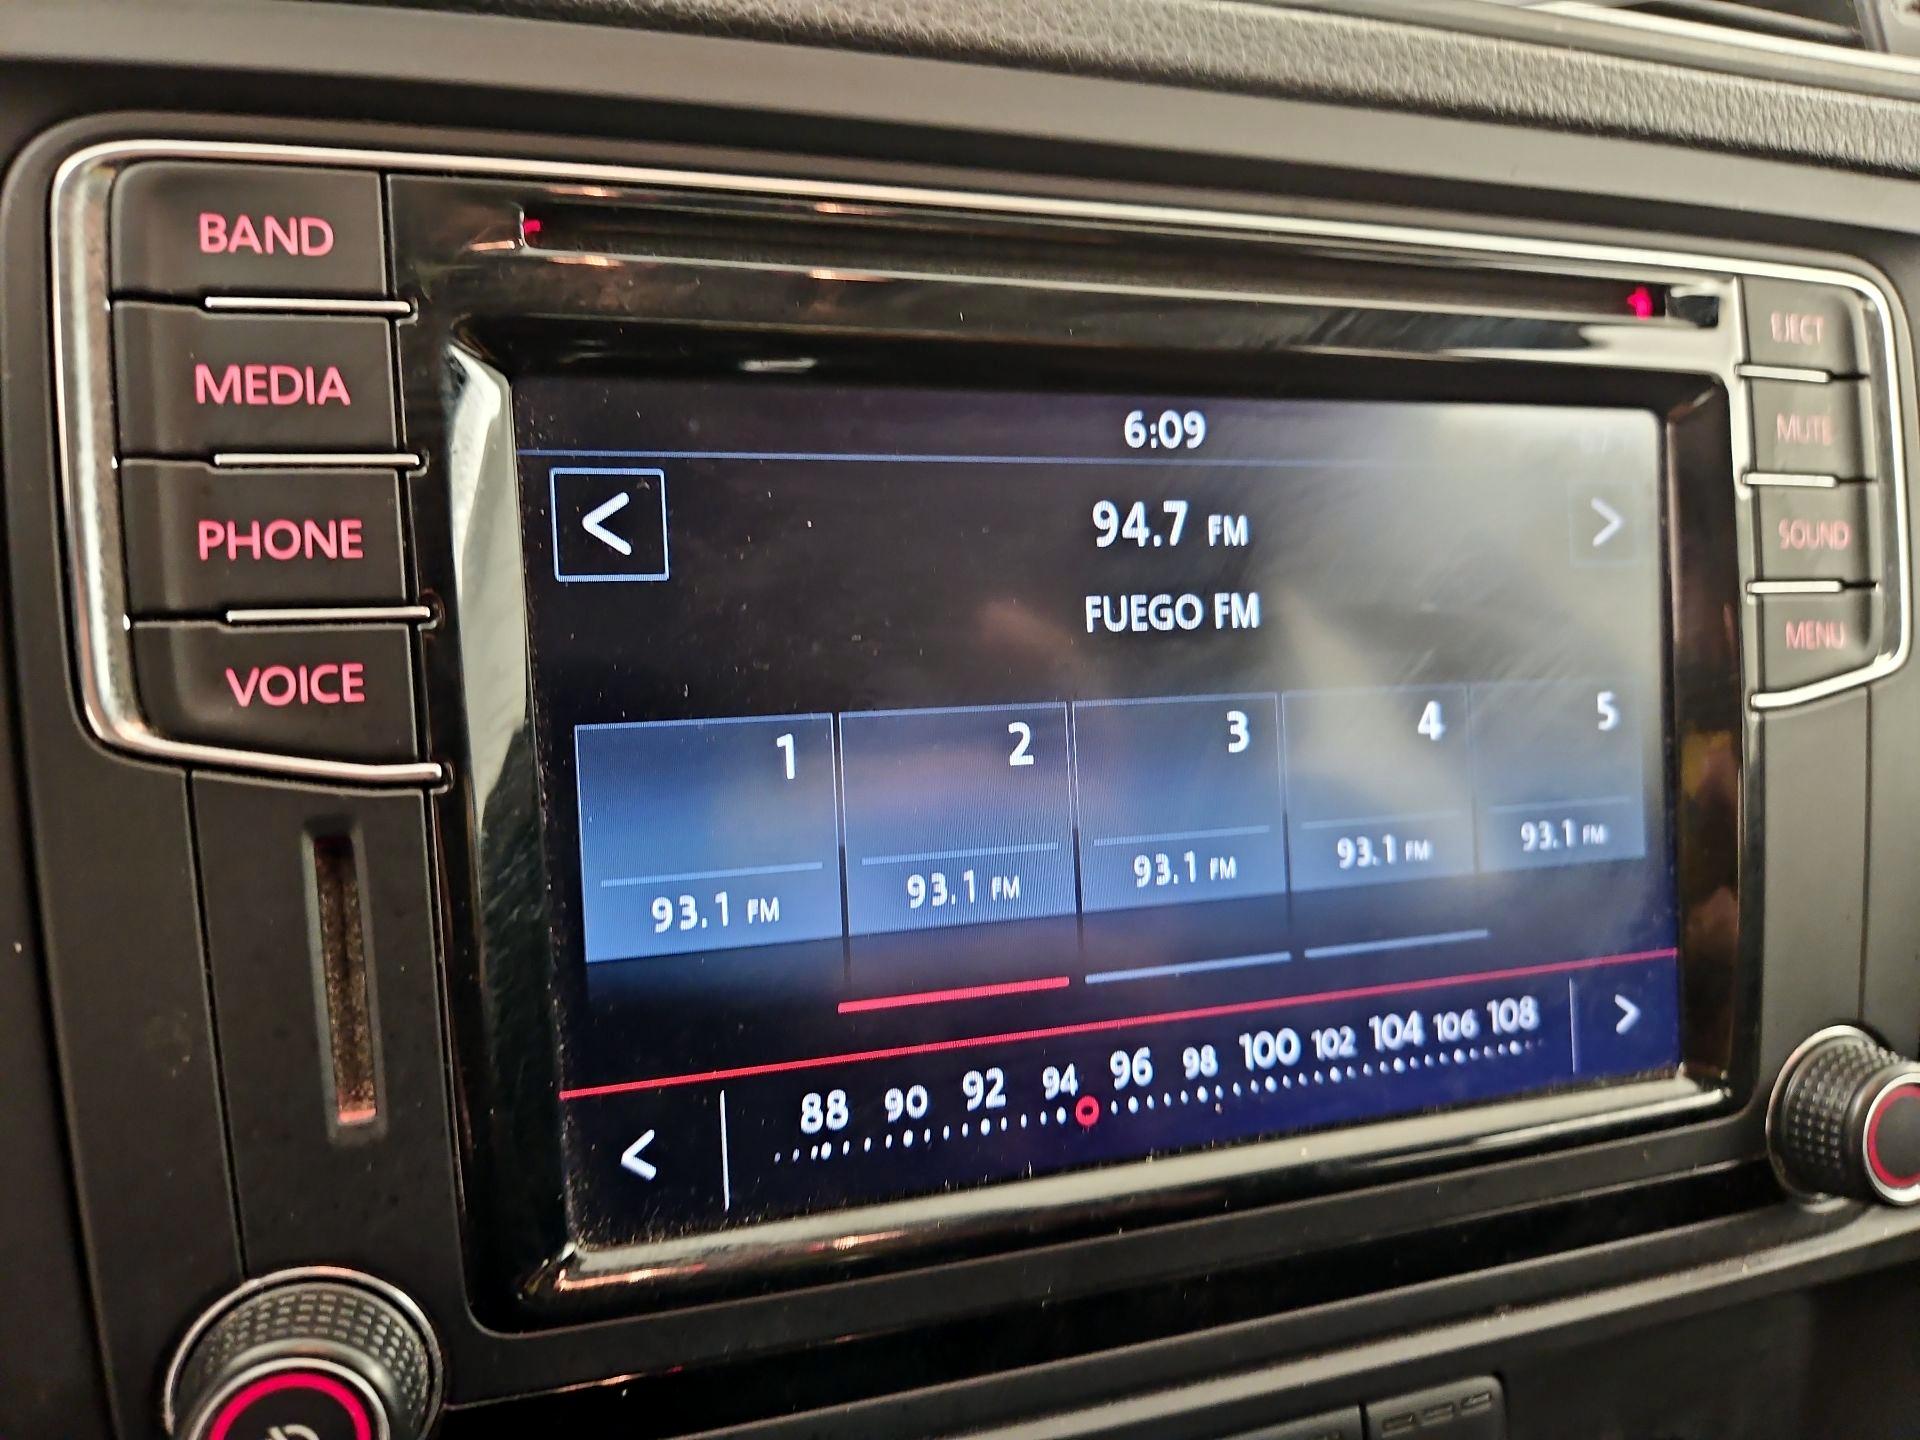 BAND
MEDIA
PHONE
VOICE
EJECT
MUTE
SOUND
MENU
6:09
<
94.7 FM
>
FUEGO FM
1 2 3 4 5
93.1 FM 93.1 FM 93.1 FM 93.1 FM 93.1 FM
< 88 90 92 94 96 98 100 102 104 106 108 >